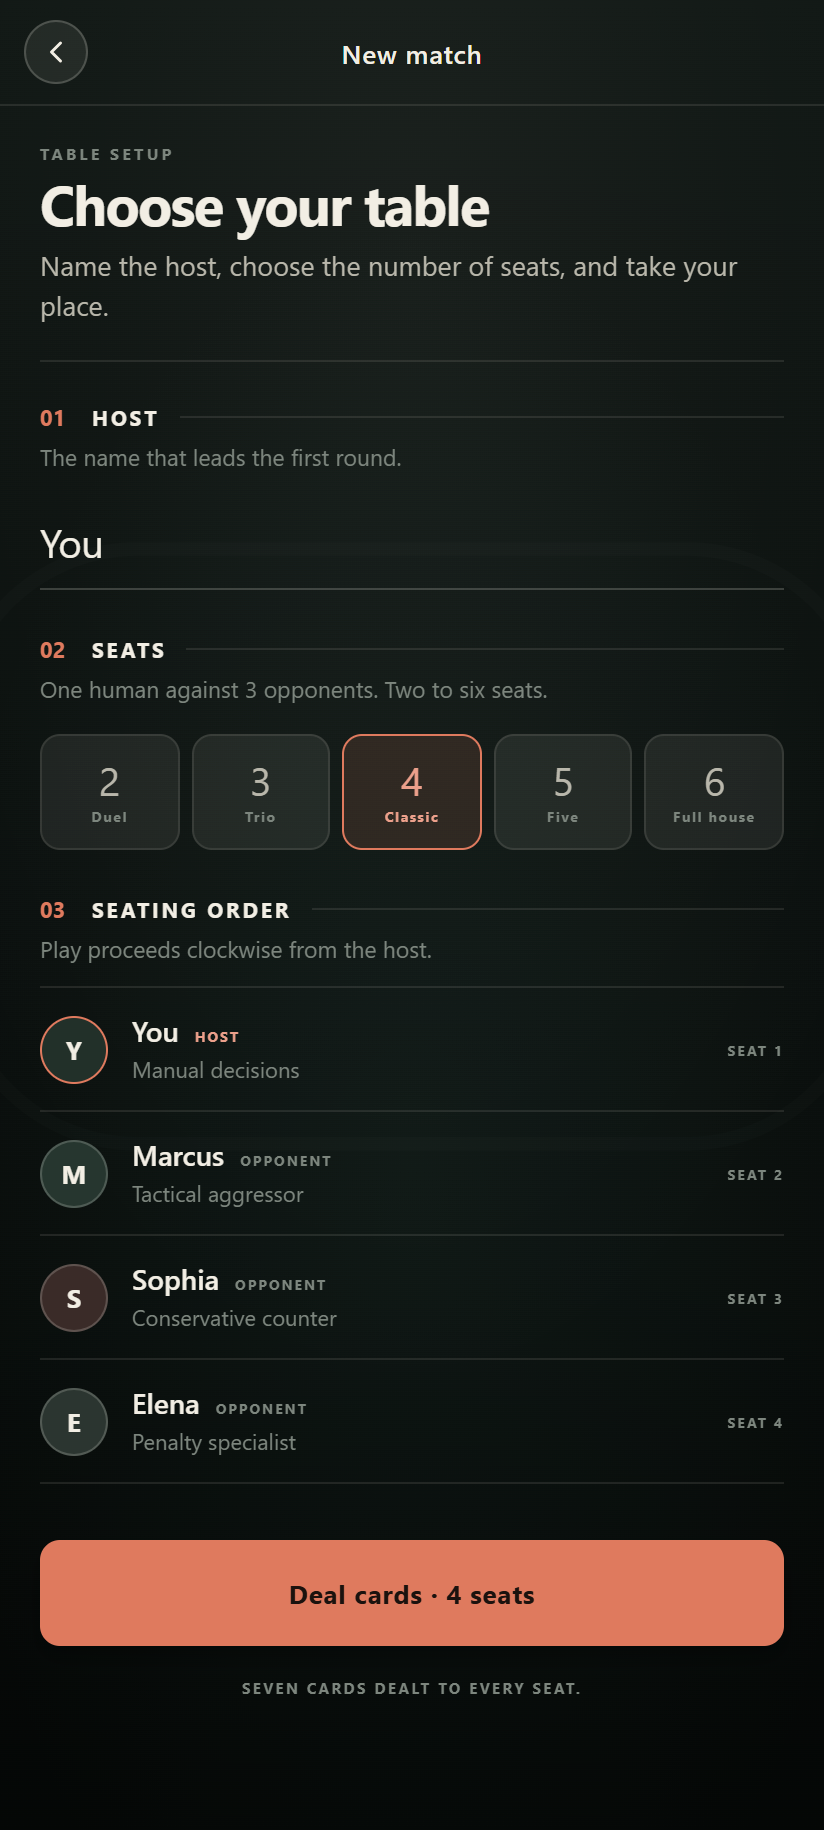 New match
TABLE SETUP
Choose your table
Name the host, choose the number of seats, and take your
place.
01 HOST
The name that leads the first round.
You
02 SEATS
One human against 3 opponents. Two to six seats.
2 3 4 5 6
Duel Trio Classic Five Full house
03 SEATING ORDER
Play proceeds clockwise from the host.
Y You HOST SEAT 1
Manual decisions
M Marcus OPPONENT SEAT 2
Tactical aggressor
S Sophia OPPONENT SEAT 3
Conservative counter
E Elena OPPONENT SEAT 4
Penalty specialist
Deal cards · 4 seats
SEVEN CARDS DEALT TO EVERY SEAT.